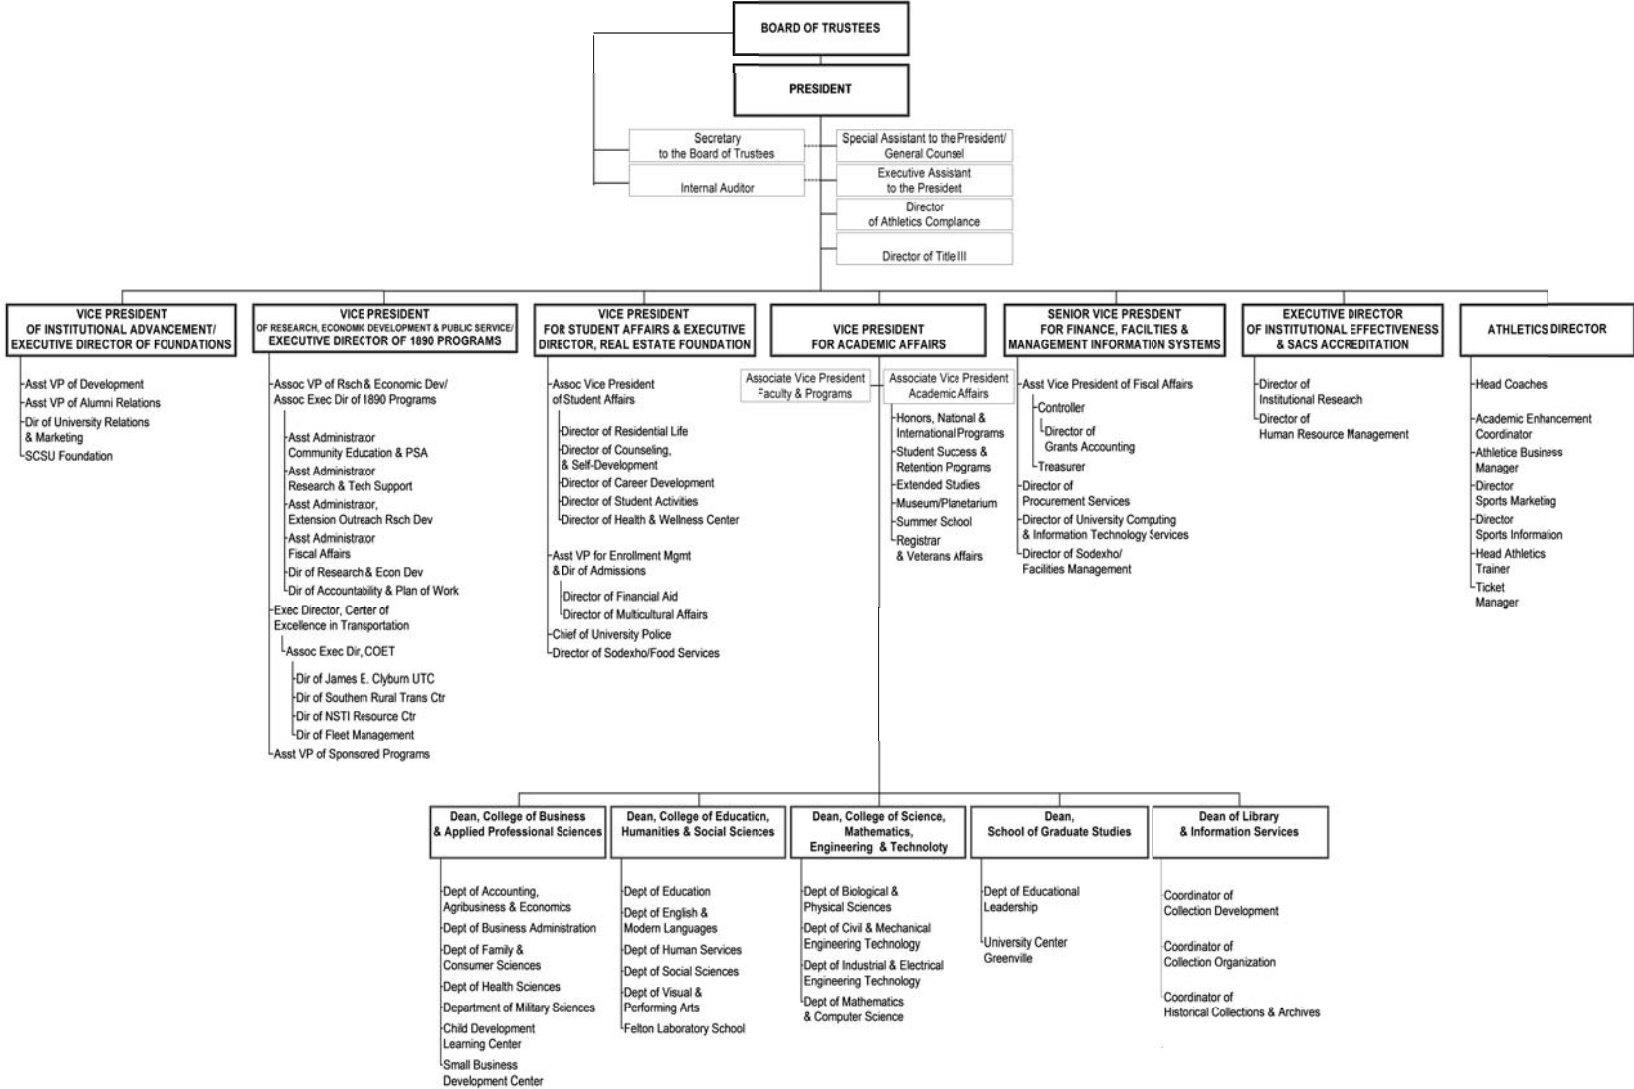 BOARD OF TRUSTEES
PRESIDENT
Secretary
to the Board of Trustees
Internal Auditor
Special Assistant to the President/
General Counsel
Executive Assistant
to the President
Director
of Athletics Complance
Director of Title III
VICE PRESIDENT
OF INSTITUTIONAL ADVANCEMENT/
EXECUTIVE DIRECTOR OF FOUNDATIONS
Asst VP of Development
Asst VP of Alumni Relations
Dir of University Relations
& Marketing
SCSU Foundation
VICE PRESIDENT
OF RESEARCH, ECONOMIC DEVELOPMENT & PUBLIC SERVICE/
EXECUTIVE DIRECTOR OF 1890 PROGRAMS
Assoc VP of Rsch & Economic Dev/
Assoc Exec Dir of 1890 Programs
Asst Administrator
Community Education & PSA
Asst Administrator
Research & Tech Support
Asst Administrator,
Extension Outreach Rsch Dev
Asst Administrator
Fiscal Affairs
Dir of Research & Econ Dev
Dir of Accountability & Plan of Work
Exec Director, Center of
Excellence in Transportation
Assoc Exec Dir, COET
Dir of James E. Clyburn UTC
Dir of Southern Rural Trans Ctr
Dir of NSTI Resource Ctr
Dir of Fleet Management
Asst VP of Sponsored Programs
VICE PRESIDENT
FOR STUDENT AFFAIRS & EXECUTIVE
DIRECTOR, REAL ESTATE FOUNDATION
Assoc Vice President
of Student Affairs
Director of Residential Life
Director of Counseling,
& Self-Development
Director of Career Development
Director of Student Activities
Director of Health & Wellness Center
Asst VP for Enrollment Mgmt
& Dir of Admissions
Director of Financial Aid
Director of Multicultural Affairs
Chief of University Police
Director of Sodexho/Food Services
VICE PRESIDENT
FOR ACADEMIC AFFAIRS
Associate Vice President
Faculty & Programs
Associate Vice President
Academic Affairs
Honors, National &
International Programs
Student Success &
Retention Programs
Extended Studies
Museum/Planetarium
Summer School
Registrar
& Veterans Affairs
SENIOR VICE PRESIDENT
FOR FINANCE, FACILTIES &
MANAGEMENT INFORMATION SYSTEMS
Asst Vice President of Fiscal Affairs
Controller
Director of
Grants Accounting
Treasurer
Director of
Procurement Services
Director of University Computing
& Information Technology Services
Director of Sodexho/
Facilities Management
EXECUTIVE DIRECTOR
OF INSTITUTIONAL EFFECTIVENESS
& SACS ACCREDITATION
Director of
Institutional Research
Director of
Human Resource Management
ATHLETICS DIRECTOR
Head Coaches
Academic Enhancement
Coordinator
Athletice Business
Manager
Director
Sports Marketing
Director
Sports Information
Head Athletics
Trainer
Ticket
Manager
Dean, College of Business
& Applied Professional Sciences
Dept of Accounting,
Agribusiness & Economics
Dept of Business Administration
Dept of Family &
Consumer Sciences
Dept of Health Sciences
Department of Military Sciences
Child Development
Learning Center
Small Business
Development Center
Dean, College of Education,
Humanities & Social Sciences
Dept of Education
Dept of English &
Modern Languages
Dept of Human Services
Dept of Social Sciences
Dept of Visual &
Performing Arts
Felton Laboratory School
Dean, College of Science,
Mathematics,
Engineering & Technoloty
Dept of Biological &
Physical Sciences
Dept of Civil & Mechanical
Engineering Technology
Dept of Industrial & Electrical
Engineering Technology
Dept of Mathematics
& Computer Science
Dean,
School of Graduate Studies
Dept of Educational
Leadership
University Center
Greenville
Dean of Library
& Information Services
Coordinator of
Collection Development
Coordinator of
Collection Organization
Coordinator of
Historical Collections & Archives